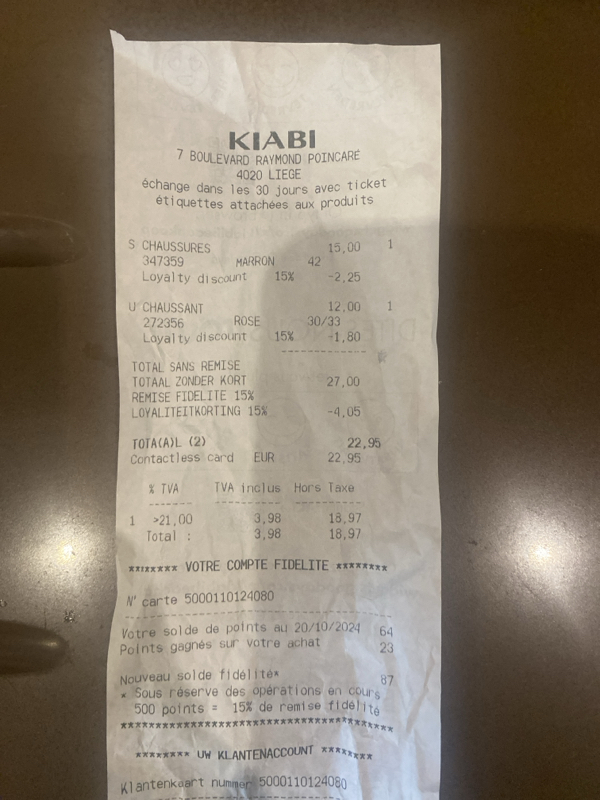 KIABI
7 BOULEVARD RAYMOND POINCARÉ
4020 LIEGE
échange dans les 30 jours avec ticket
étiquettes attachées aux produits
S CHAUSSURES 15,00 1
347359 MARRON 42
Loyalty discount 15% -2,25
U CHAUSSANT 12,00 1
272356 ROSE 30/33
Loyalty discount 15% -1,80
------------
TOTAL SANS REMISE
TOTAAL ZONDER KORT 27,00
REMISE FIDELITE 15%
LOYALITEITKORTING 15% -4,05
TOTA(A)L (2) 22,95
Contactless card EUR 22,95
% TVA TVA inclus Hors Taxe
------ -------- ---------
1 >21,00 3,98 18,97
Total : 3,98 18,97
******** VOTRE COMPTE FIDELITE ********
N° carte 5000110124080
----------------------------------------
Votre solde de points au 20/10/2024 64
Points gagnés sur votre achat 23
Nouveau solde fidélité* 87
* Sous réserve des opérations en cours
500 points = 15% de remise fidélité
****************************************
******** UW KLANTENACCOUNT ********
Klantenkaart nummer 5000110124080